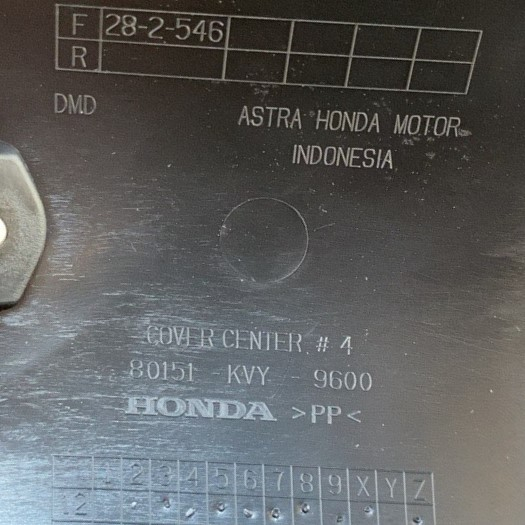 F 28-2-546
R
DMD
ASTRA HONDA MOTOR
INDONESIA
COVER CENTER # 4
80151 KVY 9600
HONDA >PP<
1 2 3 4 5 6 7 8 9 X Y Z
12